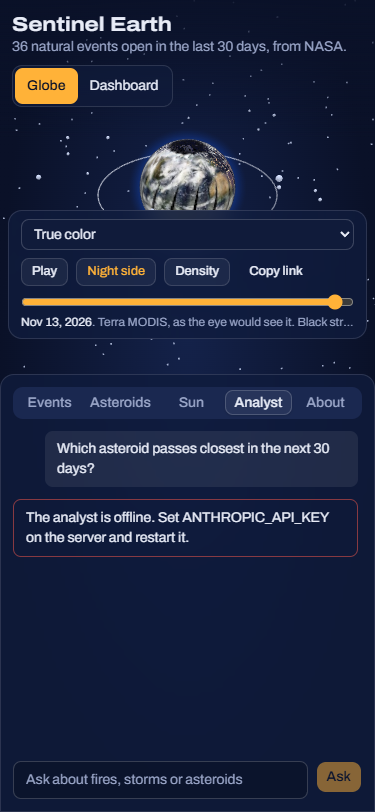 Sentinel Earth
36 natural events open in the last 30 days, from NASA.
Globe Dashboard
True color
Play Night side Density Copy link
Nov 13, 2026. Terra MODIS, as the eye would see it. Black str...
Events Asteroids Sun Analyst About
Which asteroid passes closest in the next 30
days?
The analyst is offline. Set ANTHROPIC_API_KEY
on the server and restart it.
Ask about fires, storms or asteroids Ask